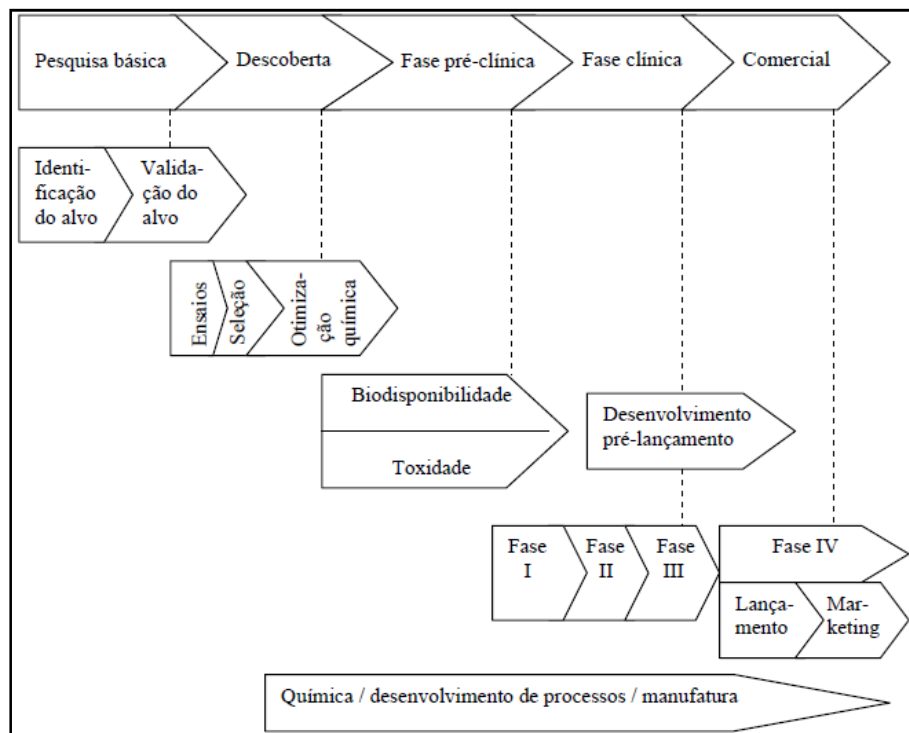 Pesquisa básica
Descoberta
Fase pré-clínica
Fase clínica
Comercial
Identi-
ficação
do alvo
Valida-
ção do
alvo
Ensaios
Seleção
Otimiza-
ção
química
Biodisponibilidade
Toxidade
Desenvolvimento
pré-lançamento
Fase
I
Fase
II
Fase
III
Fase IV
Lança-
mento
Mar-
keting
Química / desenvolvimento de processos / manufatura